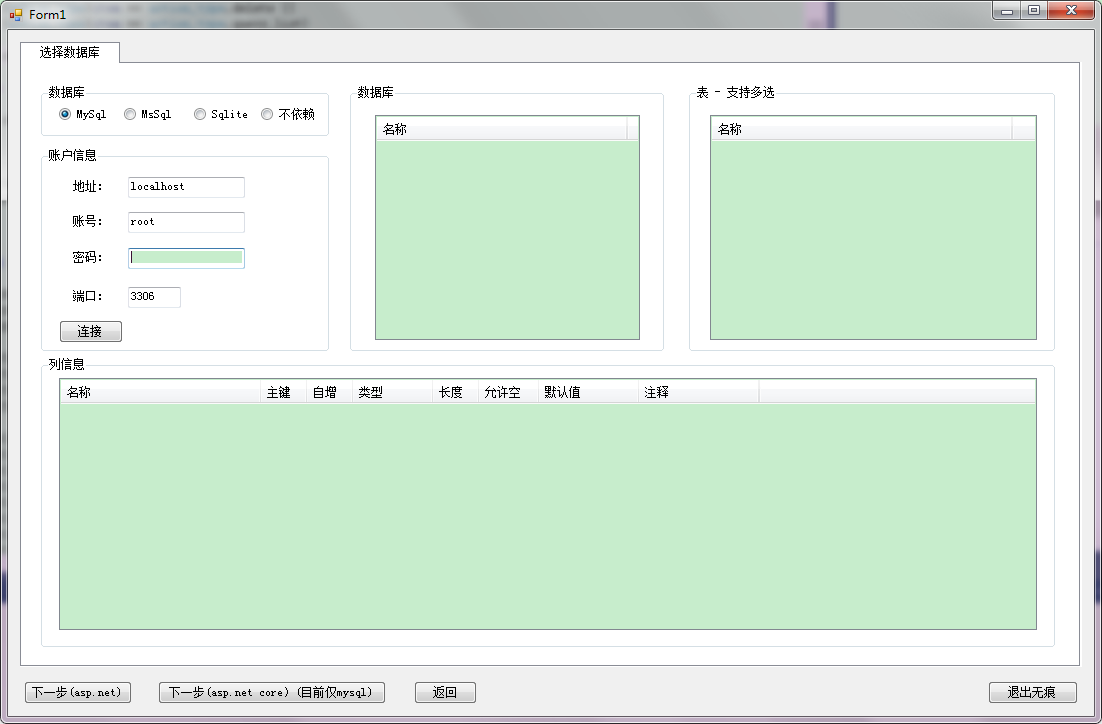 Form1
选择数据库
数据库
MySql MsSql Sqlite 不依赖
账户信息
地址: localhost
账号: root
密码:
端口: 3306
连接
数据库
名称
表 - 支持多选
名称
列信息
名称 主键 自增 类型 长度 允许空 默认值 注释
下一步(asp.net) 下一步(asp.net core)(目前仅mysql) 返回 退出无痕